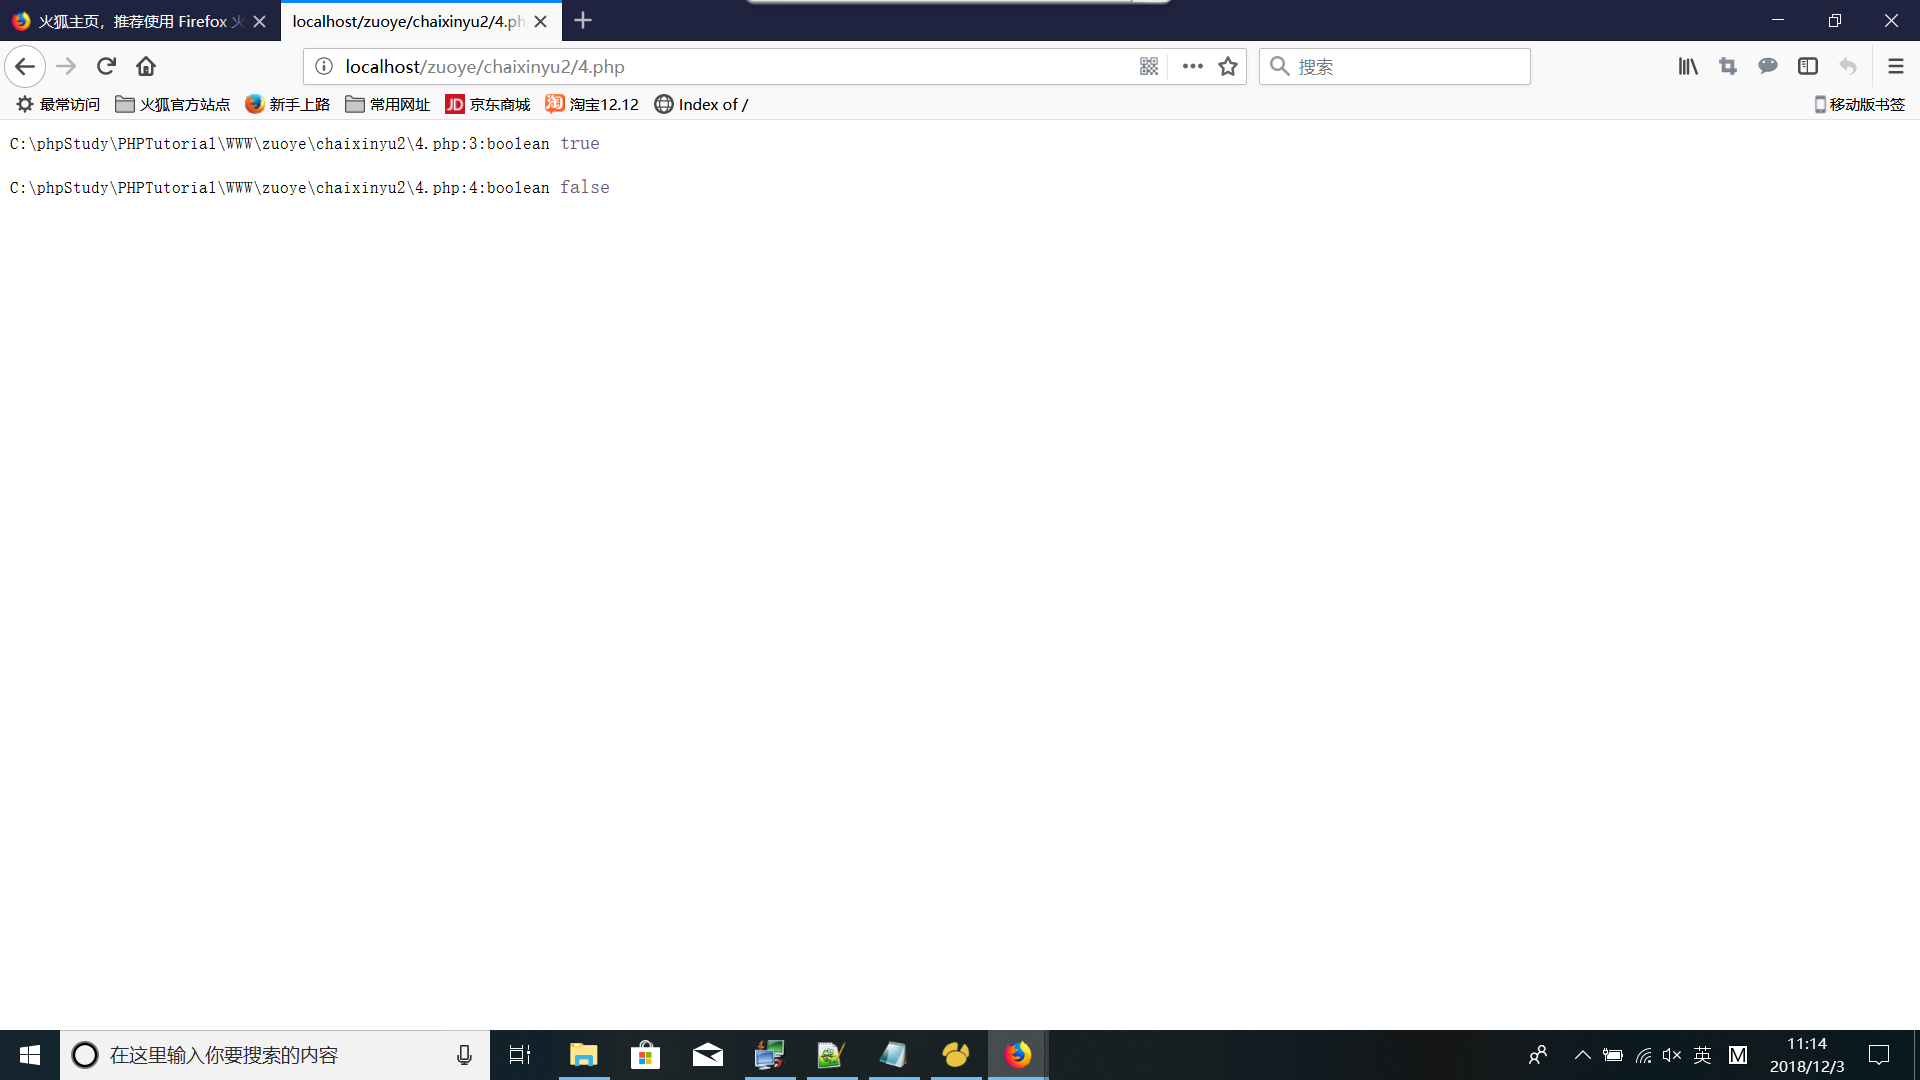 火狐主页，推荐使用 Firefox 火
localhost/zuoye/chaixinyu2/4.ph
localhost/zuoye/chaixinyu2/4.php
搜索
最常访问 火狐官方站点 新手上路 常用网址 JD 京东商城 淘 淘宝12.12 Index of / 移动版书签
C:\phpStudy\PHPTutorial\WWW\zuoye\chaixinyu2\4.php:3:boolean true
C:\phpStudy\PHPTutorial\WWW\zuoye\chaixinyu2\4.php:4:boolean false
在这里输入你要搜索的内容
英 M
11:14
2018/12/3